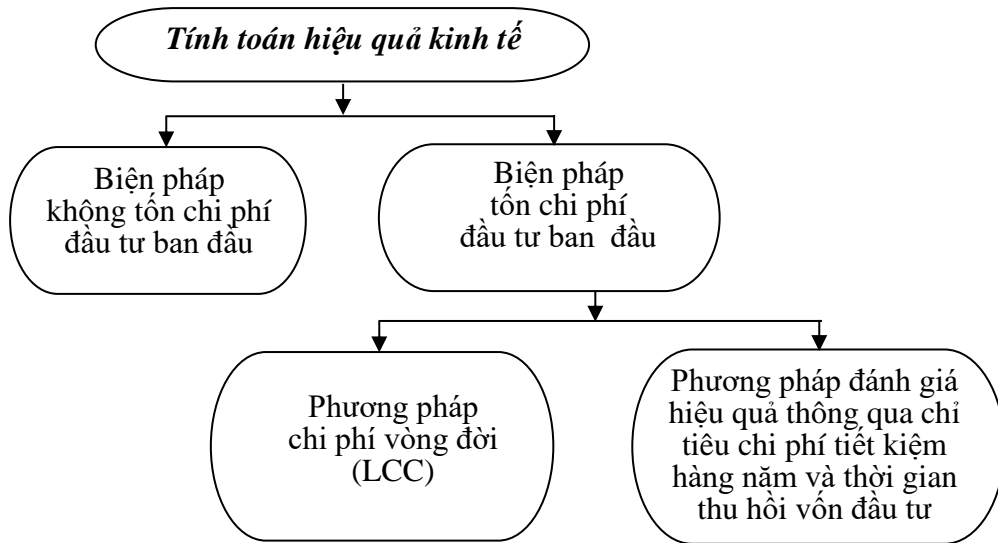 Tính toán hiệu quả kinh tế
Biện pháp
không tốn chi phí
đầu tư ban đầu
Biện pháp
tốn chi phí
đầu tư ban đầu
Phương pháp
chi phí vòng đời
(LCC)
Phương pháp đánh giá
hiệu quả thông qua chỉ
tiêu chi phí tiết kiệm
hàng năm và thời gian
thu hồi vốn đầu tư